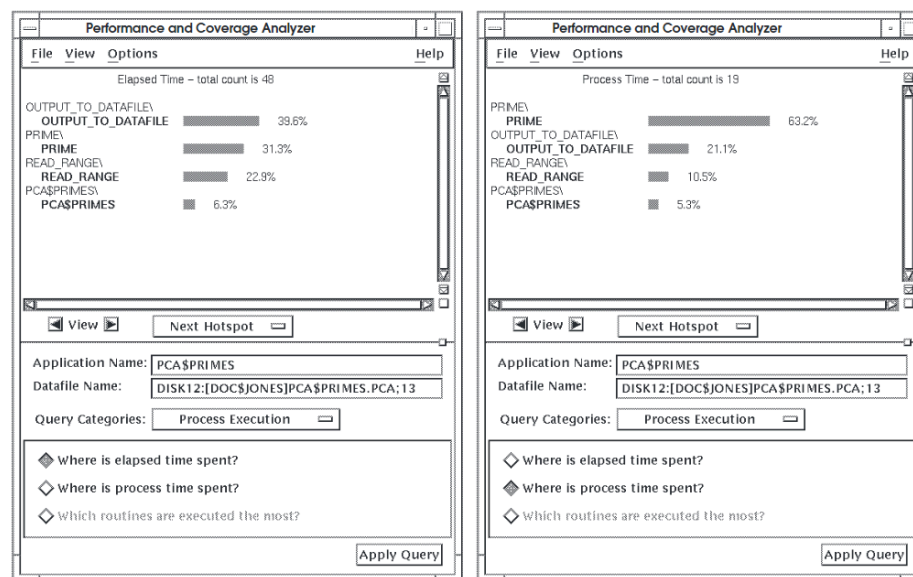 Performance and Coverage Analyzer
File View Options Help
Elapsed Time – total count is 48
OUTPUT_TO_DATAFILE\
OUTPUT_TO_DATAFILE 39.6%
PRIME\
PRIME 31.3%
READ_RANGE\
READ_RANGE 22.9%
PCA$PRIMES\
PCA$PRIMES 6.3%
View Next Hotspot
Application Name: PCA$PRIMES
Datafile Name: DISK12:[DOC$JONES]PCA$PRIMES.PCA;13
Query Categories: Process Execution
Where is elapsed time spent?
Where is process time spent?
Which routines are executed the most?
Apply Query
Performance and Coverage Analyzer
File View Options Help
Process Time – total count is 19
PRIME\
PRIME 63.2%
OUTPUT_TO_DATAFILE\
OUTPUT_TO_DATAFILE 21.1%
READ_RANGE\
READ_RANGE 10.5%
PCA$PRIMES\
PCA$PRIMES 5.3%
View Next Hotspot
Application Name: PCA$PRIMES
Datafile Name: DISK12:[DOC$JONES]PCA$PRIMES.PCA;13
Query Categories: Process Execution
Where is elapsed time spent?
Where is process time spent?
Which routines are executed the most?
Apply Query